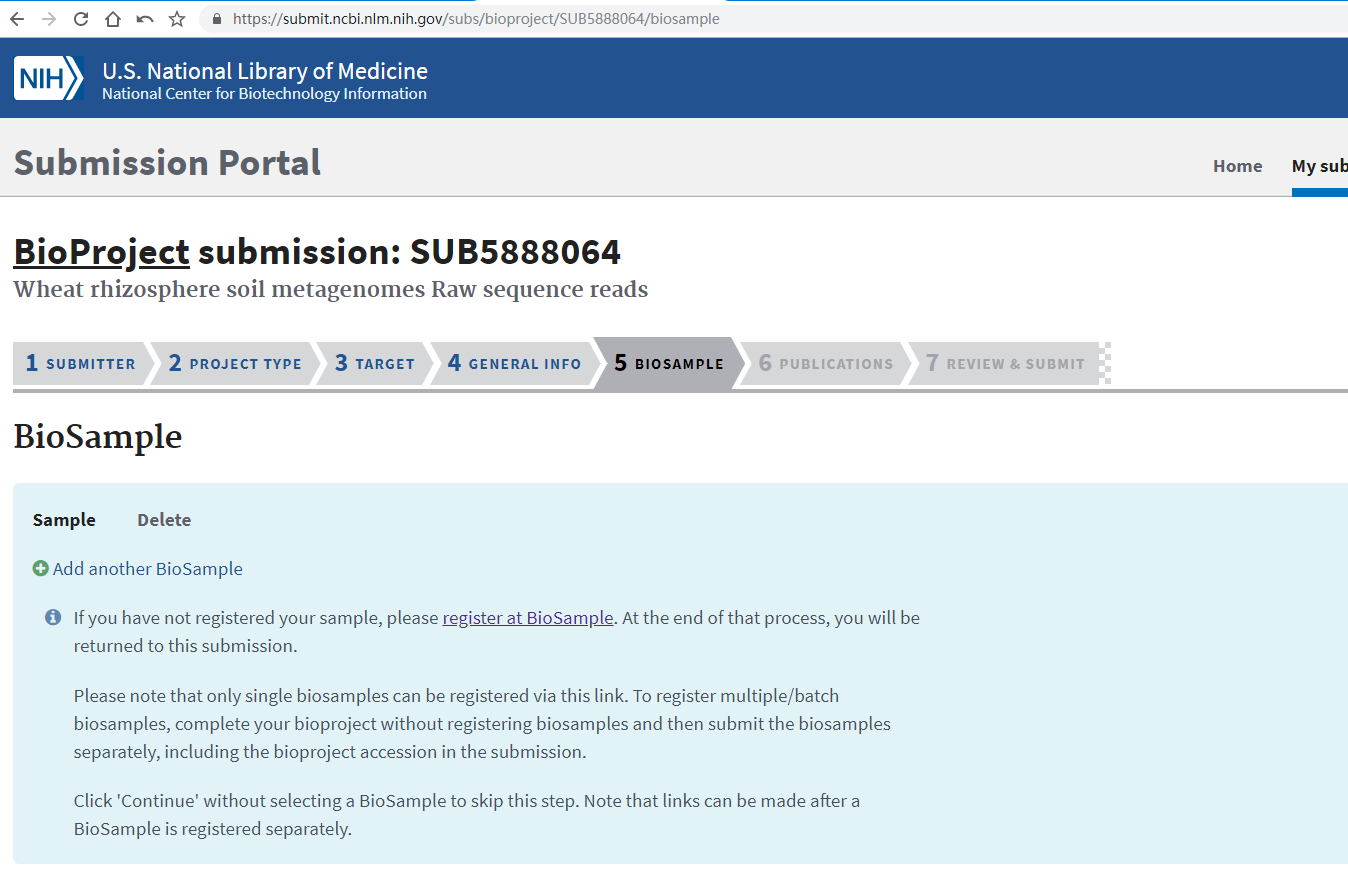 https://submit.ncbi.nlm.nih.gov/subs/bioproject/SUB5888064/biosample
NIH
U.S. National Library of Medicine
National Center for Biotechnology Information
Submission Portal
Home
My sub
BioProject submission: SUB5888064
Wheat rhizosphere soil metagenomes Raw sequence reads
1 SUBMITTER 2 PROJECT TYPE 3 TARGET 4 GENERAL INFO 5 BIOSAMPLE 6 PUBLICATIONS 7 REVIEW & SUBMIT
BioSample
Sample Delete
Add another BioSample
If you have not registered your sample, please register at BioSample. At the end of that process, you will be
returned to this submission.
Please note that only single biosamples can be registered via this link. To register multiple/batch
biosamples, complete your bioproject without registering biosamples and then submit the biosamples
separately, including the bioproject accession in the submission.
Click 'Continue' without selecting a BioSample to skip this step. Note that links can be made after a
BioSample is registered separately.